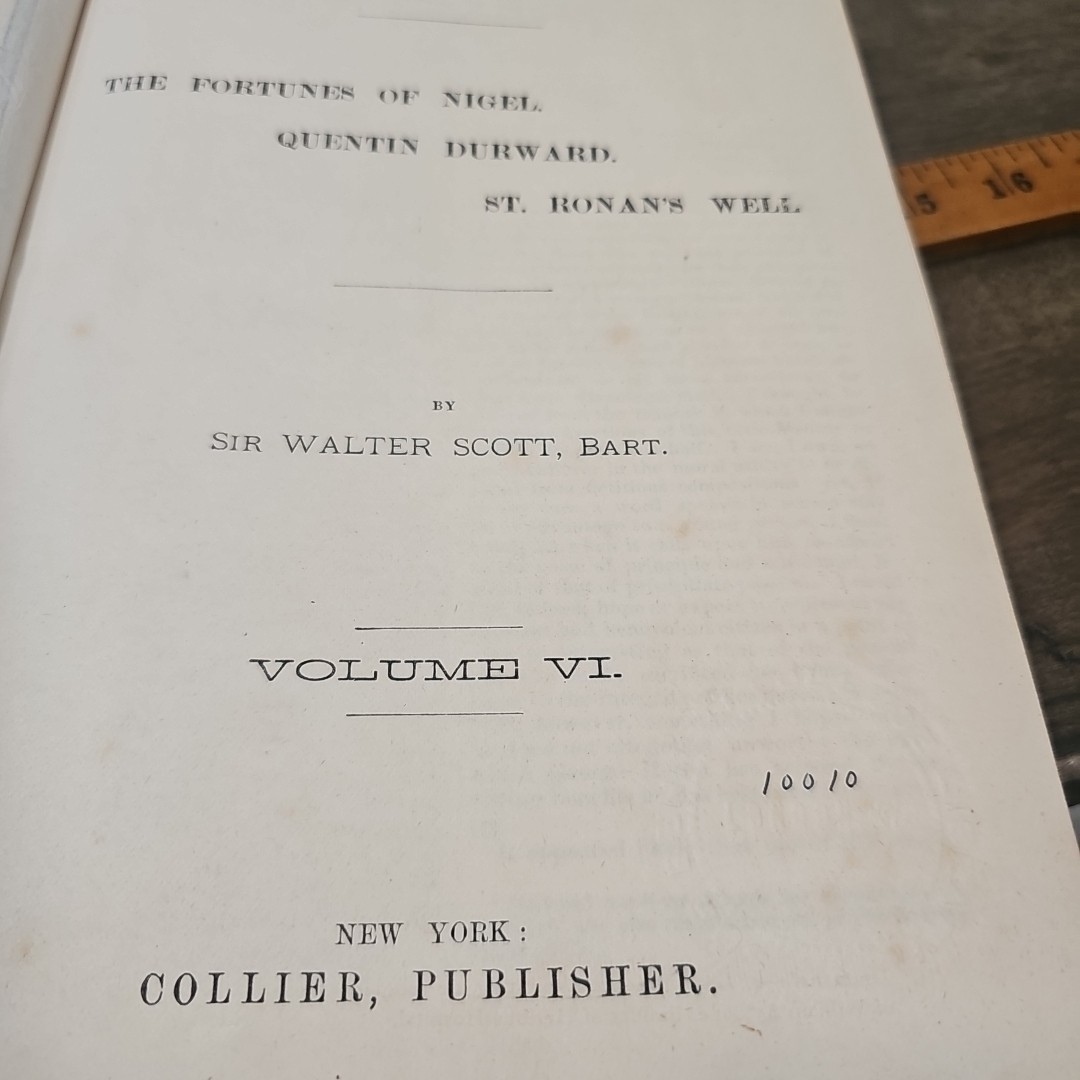 THE FORTUNES OF NIGEL.
QUENTIN DURWARD.
ST. RONAN'S WELL
BY
SIR WALTER SCOTT, BART.
VOLUME VI.
10010
NEW YORK:
COLLIER, PUBLISHER.
5 16